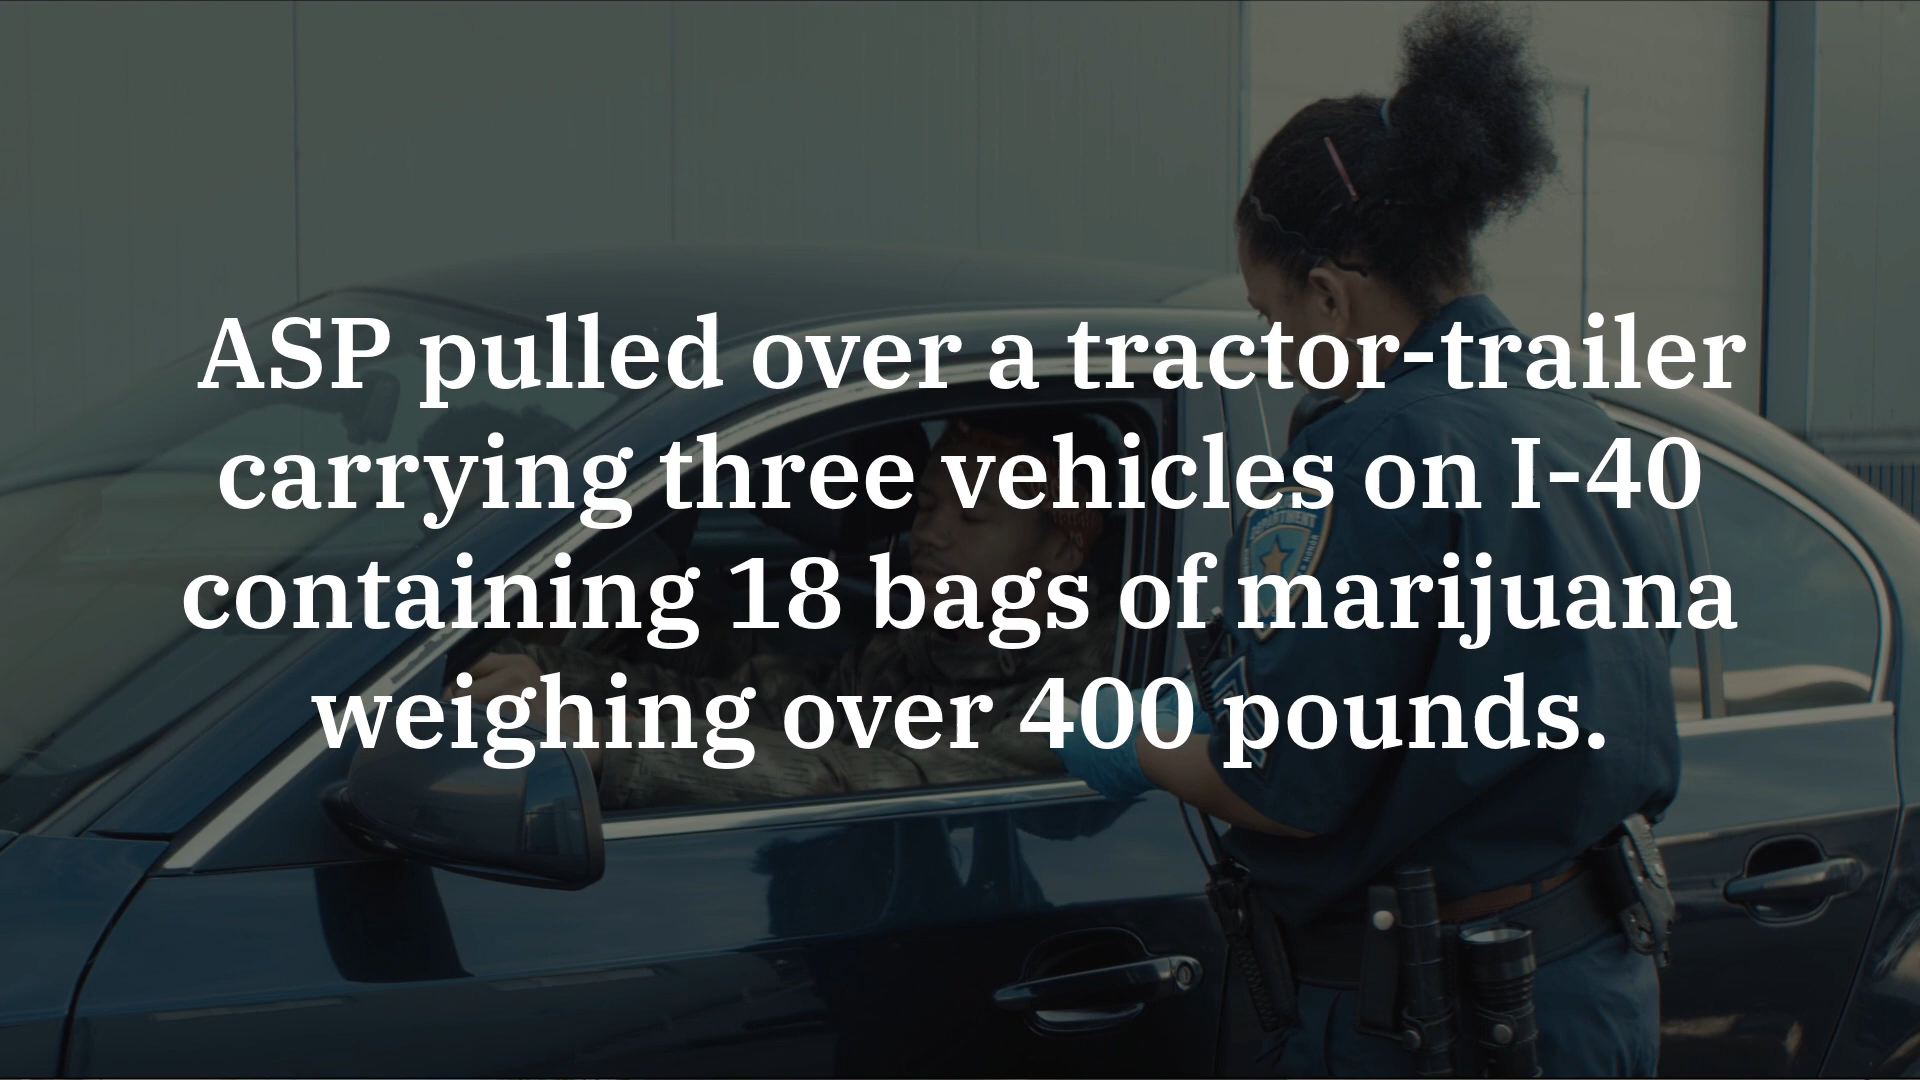 ASP pulled over a tractor-trailer
carrying three vehicles on I-40
containing 18 bags of marijuana
weighing over 400 pounds.
DEPARTMENT